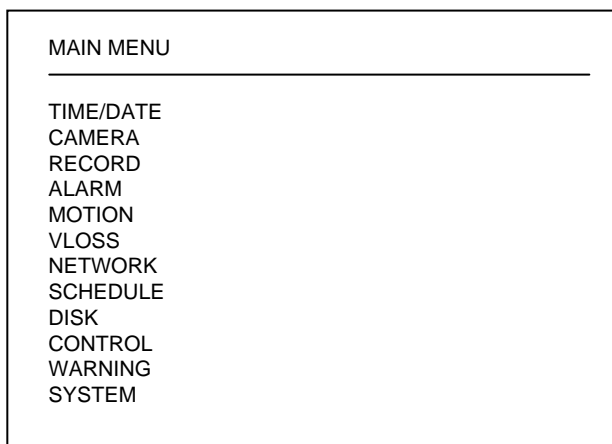 MAIN MENU
TIME/DATE
CAMERA
RECORD
ALARM
MOTION
VLOSS
NETWORK
SCHEDULE
DISK
CONTROL
WARNING
SYSTEM